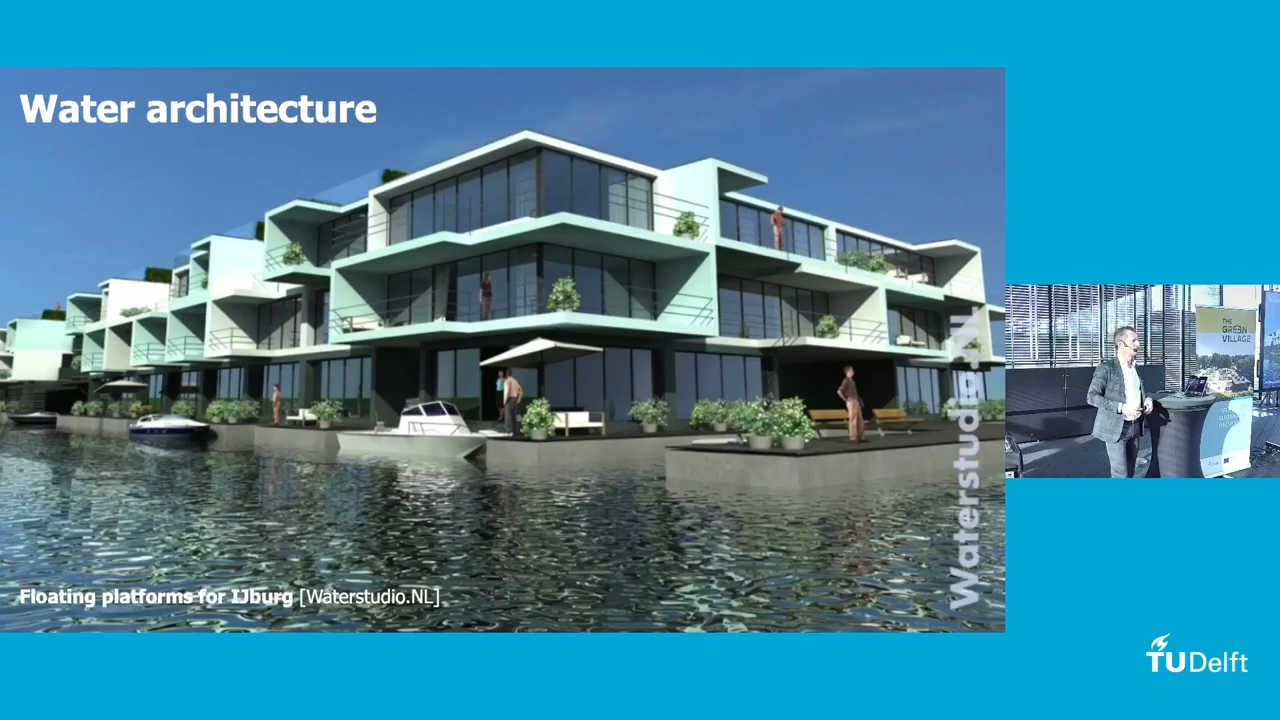 Water architecture
Waterstudio.NL
Floating platforms for IJburg [Waterstudio.NL]
THE
GREEN
VILLAGE
TUDelft